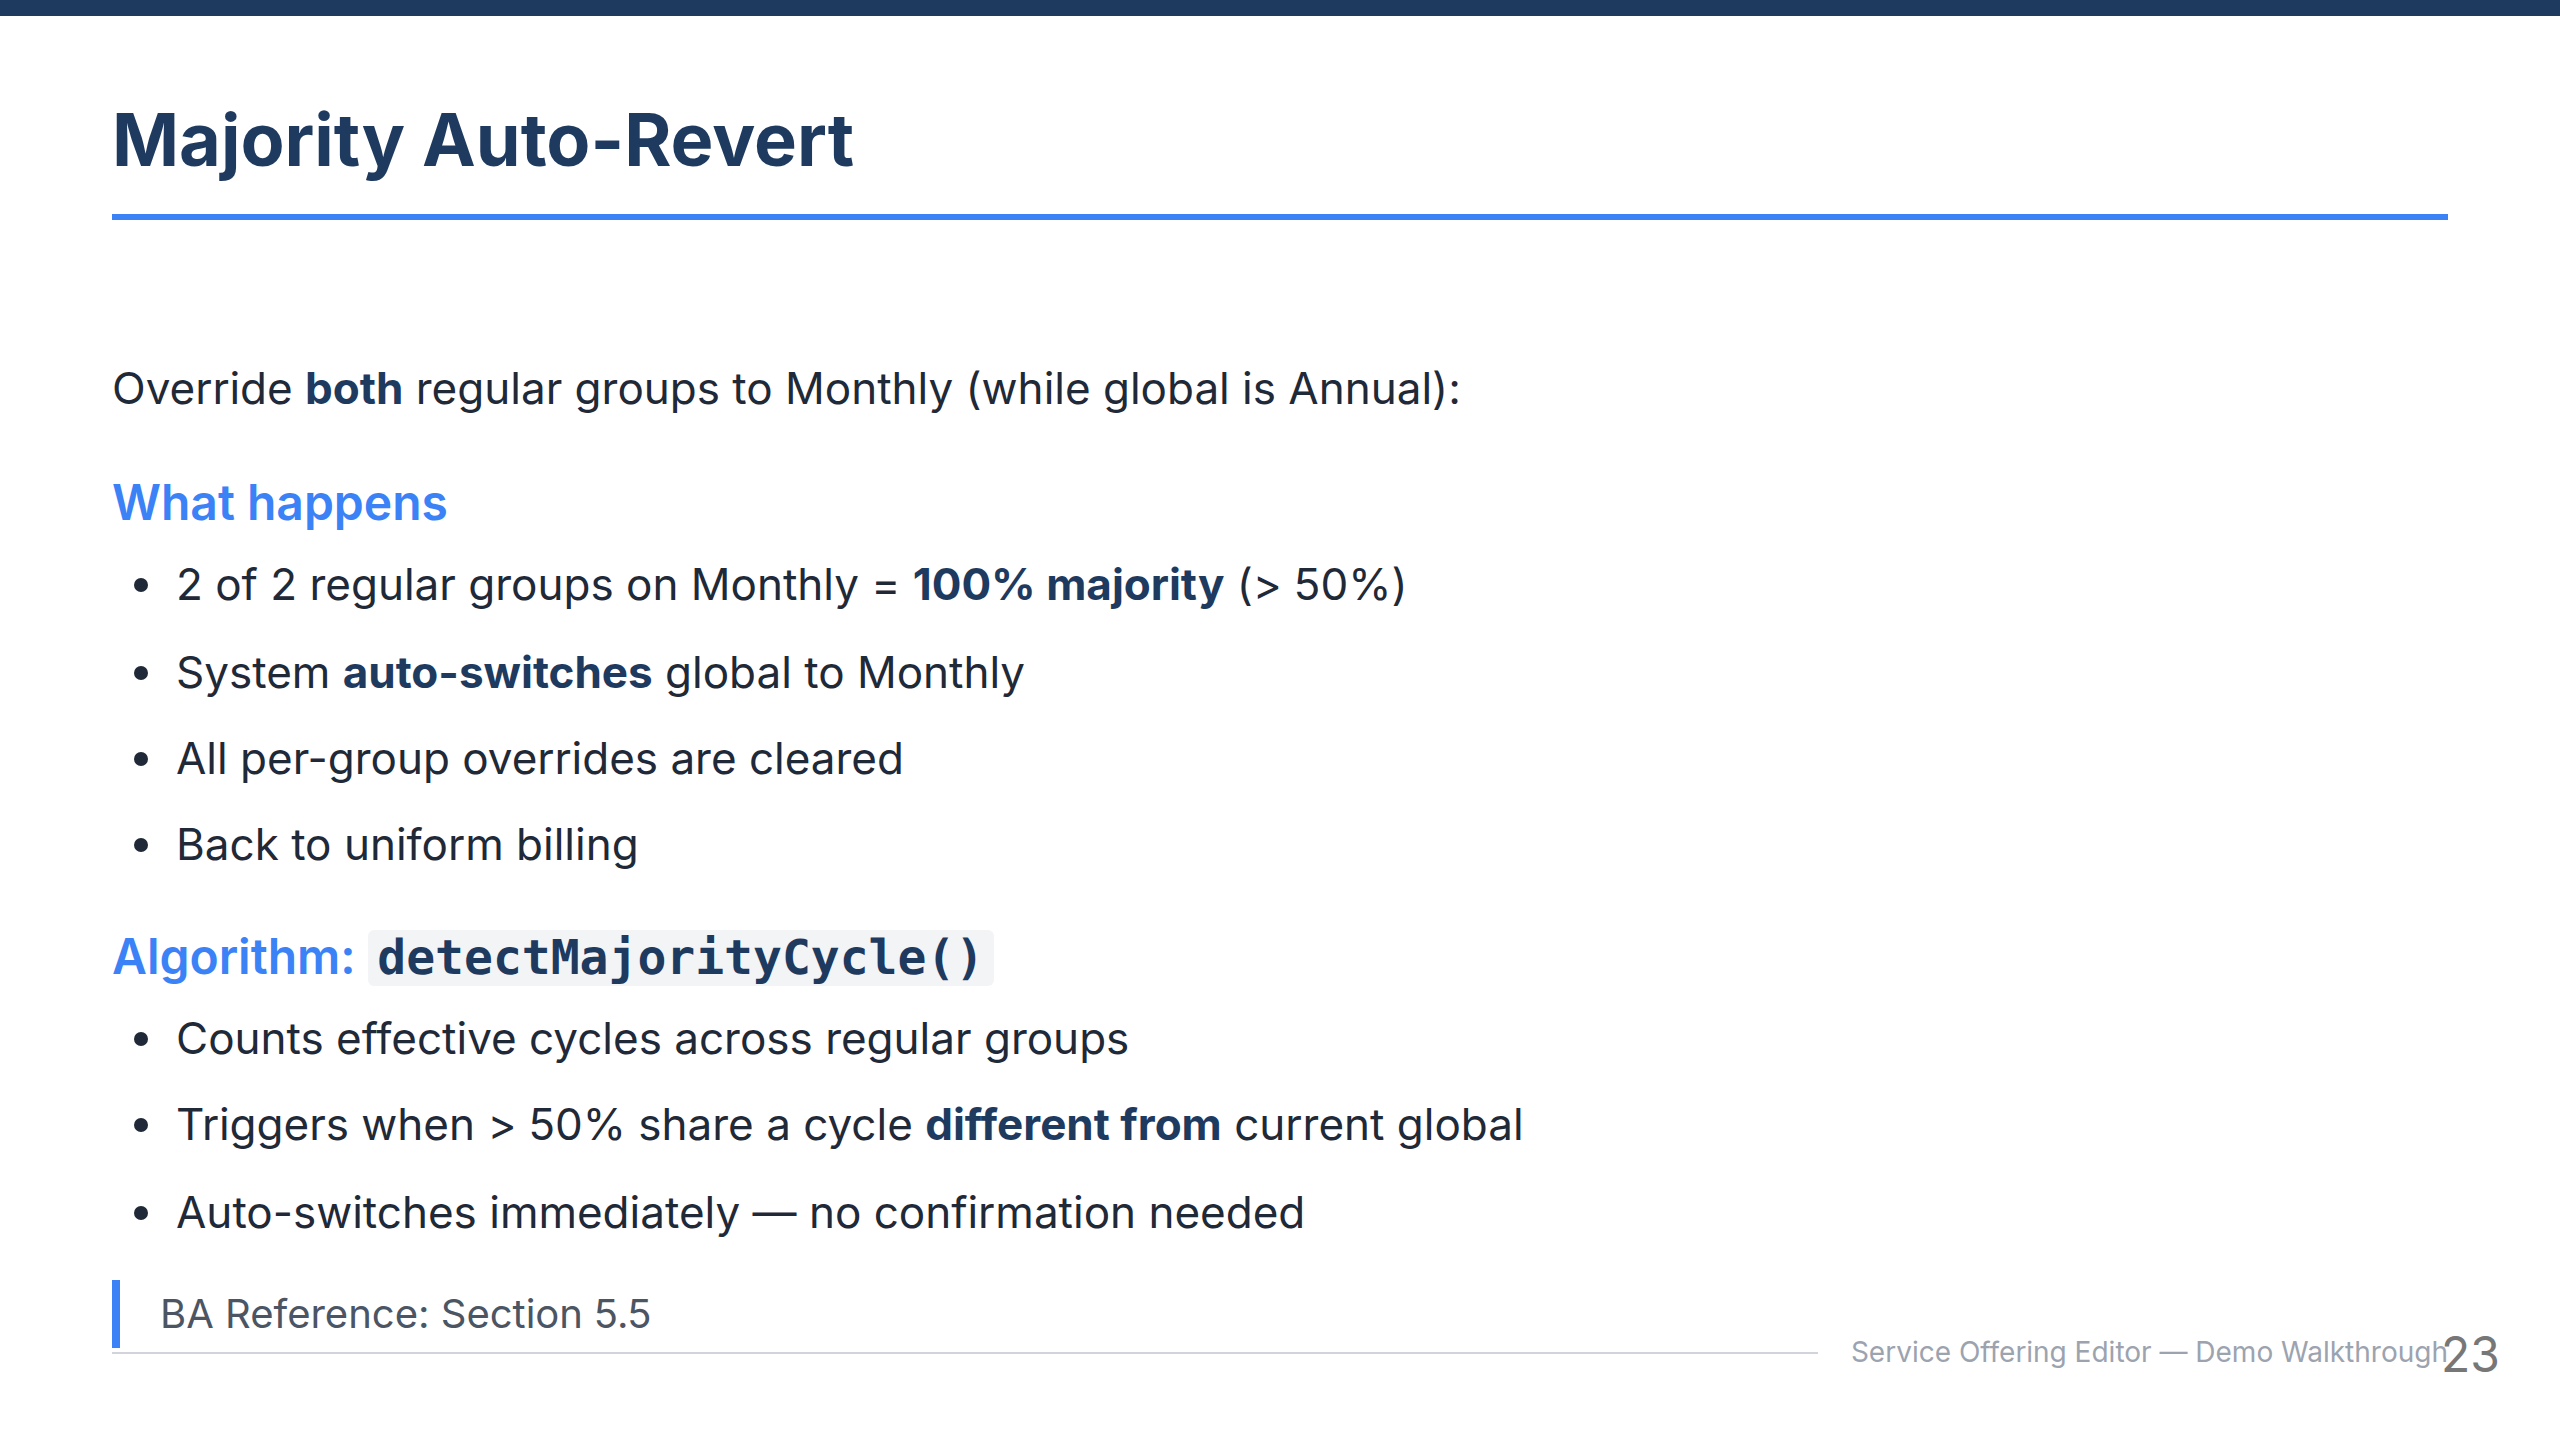 Majority Auto-Revert
Override both regular groups to Monthly (while global is Annual):
What happens
• 2 of 2 regular groups on Monthly = 100% majority (> 50%)
• System auto-switches global to Monthly
• All per-group overrides are cleared
• Back to uniform billing
Algorithm: detectMajorityCycle()
• Counts effective cycles across regular groups
• Triggers when > 50% share a cycle different from current global
• Auto-switches immediately — no confirmation needed
BA Reference: Section 5.5
Service Offering Editor — Demo Walkthrough
23